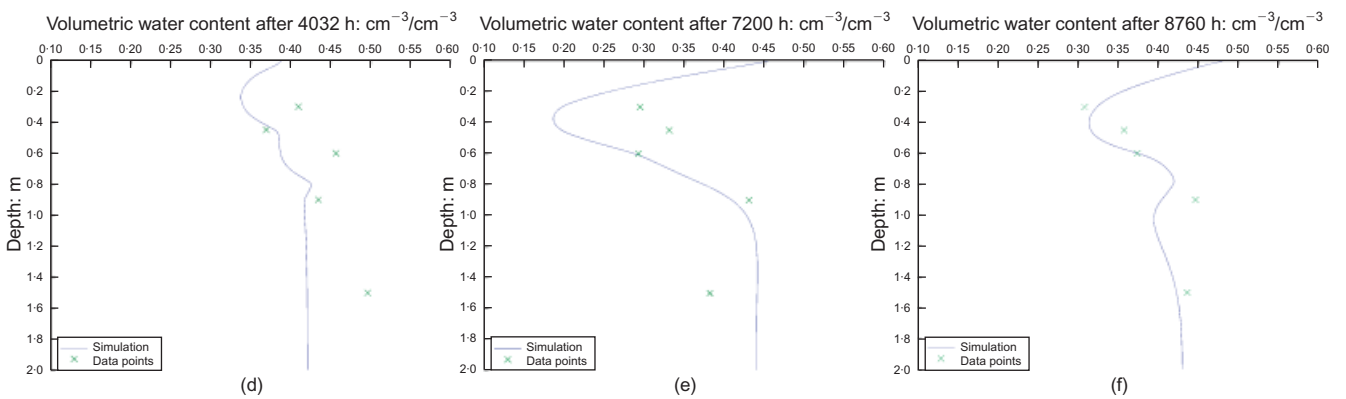 Volumetric water content after 4032 h: cm−3/cm−3
0·10 0·15 0·20 0·25 0·30 0·35 0·40 0·45 0·50 0·55 0·60
0
0·2
0·4
0·6
0·8
1·0
1·2
1·4
1·6
1·8
2·0
Depth: m
Simulation
Data points
(d)
Volumetric water content after 7200 h: cm−3/cm−3
0·10 0·15 0·20 0·25 0·30 0·35 0·40 0·45 0·50 0·55 0·60
0
0·2
0·4
0·6
0·8
1·0
1·2
1·4
1·6
1·8
2·0
Depth: m
Simulation
Data points
(e)
Volumetric water content after 8760 h: cm−3/cm−3
0·10 0·15 0·20 0·25 0·30 0·35 0·40 0·45 0·50 0·55 0·60
0
0·2
0·4
0·6
0·8
1·0
1·2
1·4
1·6
1·8
2·0
Depth: m
Simulation
Data points
(f)